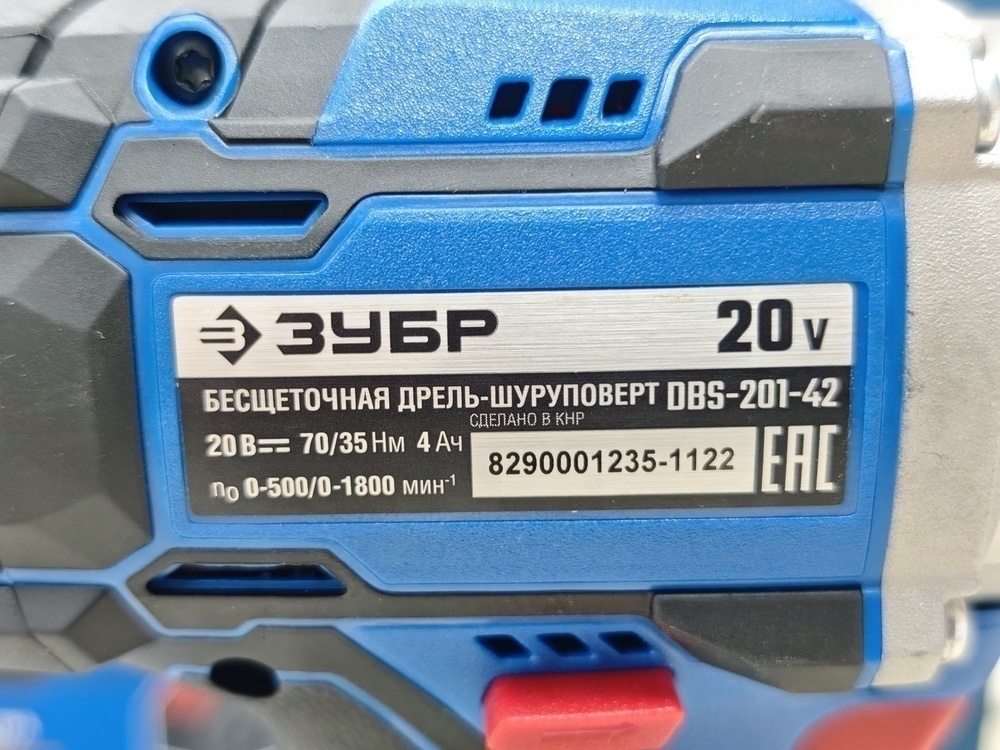 ЗУБР 20 V
БЕСЩЕТОЧНАЯ ДРЕЛЬ-ШУРУПОВЕРТ DBS-201-42
СДЕЛАНО В КНР
20 В⎓ 70/35 Нм 4 Ач
8290001235-1122 EAC
n₀ 0-500/0-1800 мин⁻¹